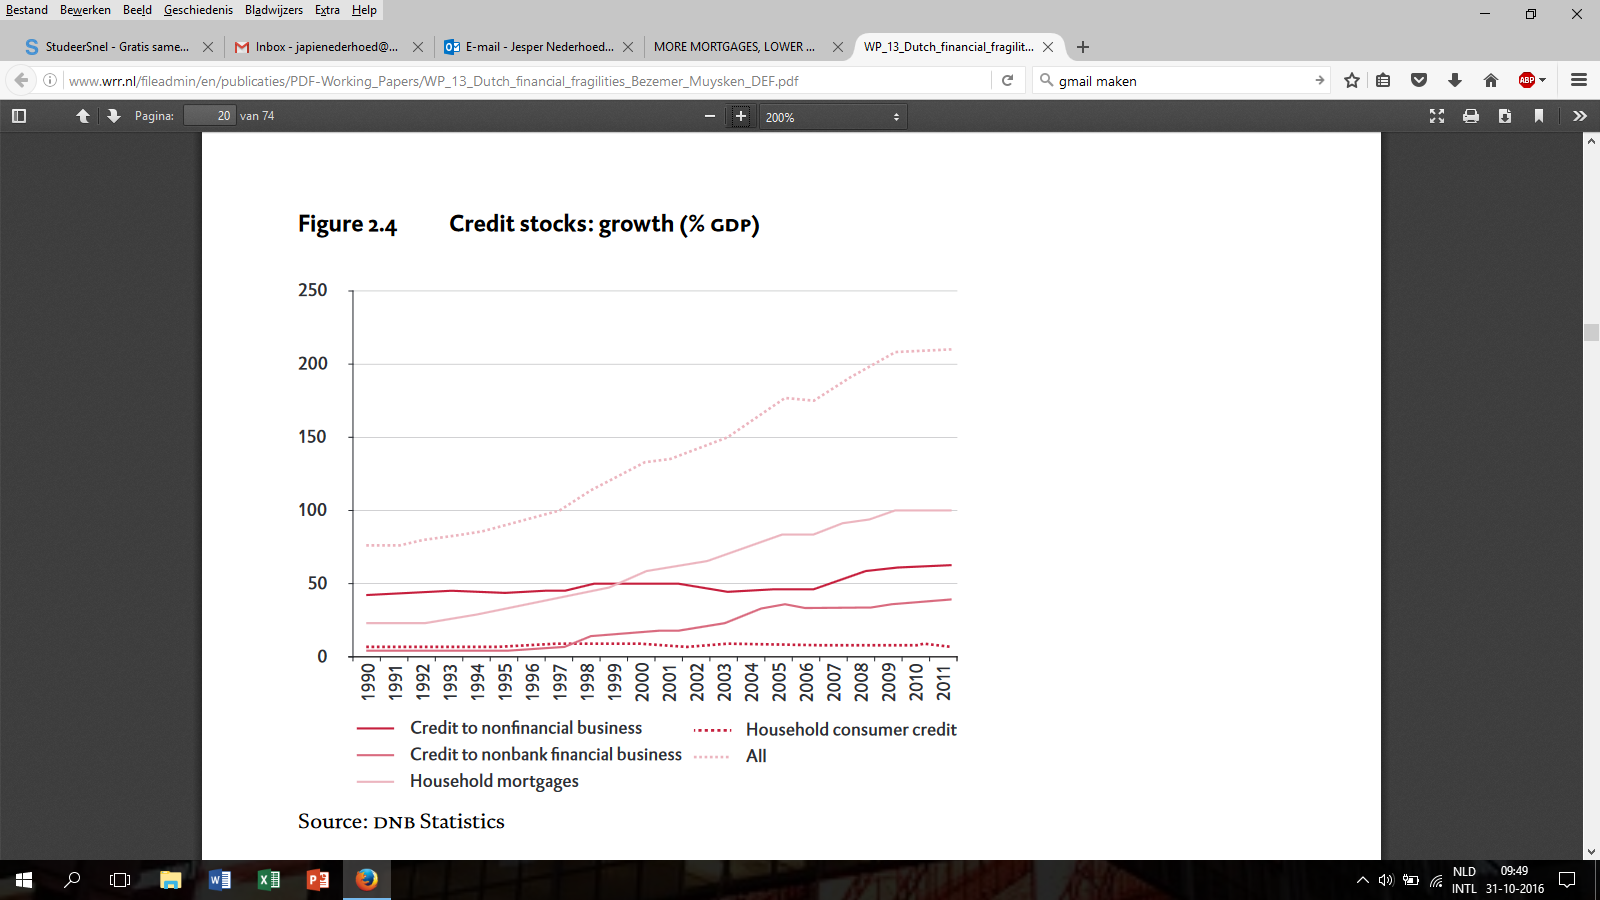 Bestand Bewerken Beeld Geschiedenis Bladwijzers Extra Help
StudeerSnel - Gratis same...
Inbox - japienederhoed@...
E-mail - Jesper Nederhoed...
MORE MORTGAGES, LOWER ...
WP_13_Dutch_financial_fragilit...
www.wrr.nl/fileadmin/en/publicaties/PDF-Working_Papers/WP_13_Dutch_financial_fragilities_Bezemer_Muysken_DEF.pdf
gmail maken
ABP
Pagina: 20 van 74
200%
Figure 2.4 Credit stocks: growth (% GDP)
250
200
150
100
50
0
1990 1991 1992 1993 1994 1995 1996 1997 1998 1999 2000 2001 2002 2003 2004 2005 2006 2007 2008 2009 2010 2011
Credit to nonfinancial business
Household consumer credit
Credit to nonbank financial business
All
Household mortgages
Source: DNB Statistics
NLD 09:49
INTL 31-10-2016